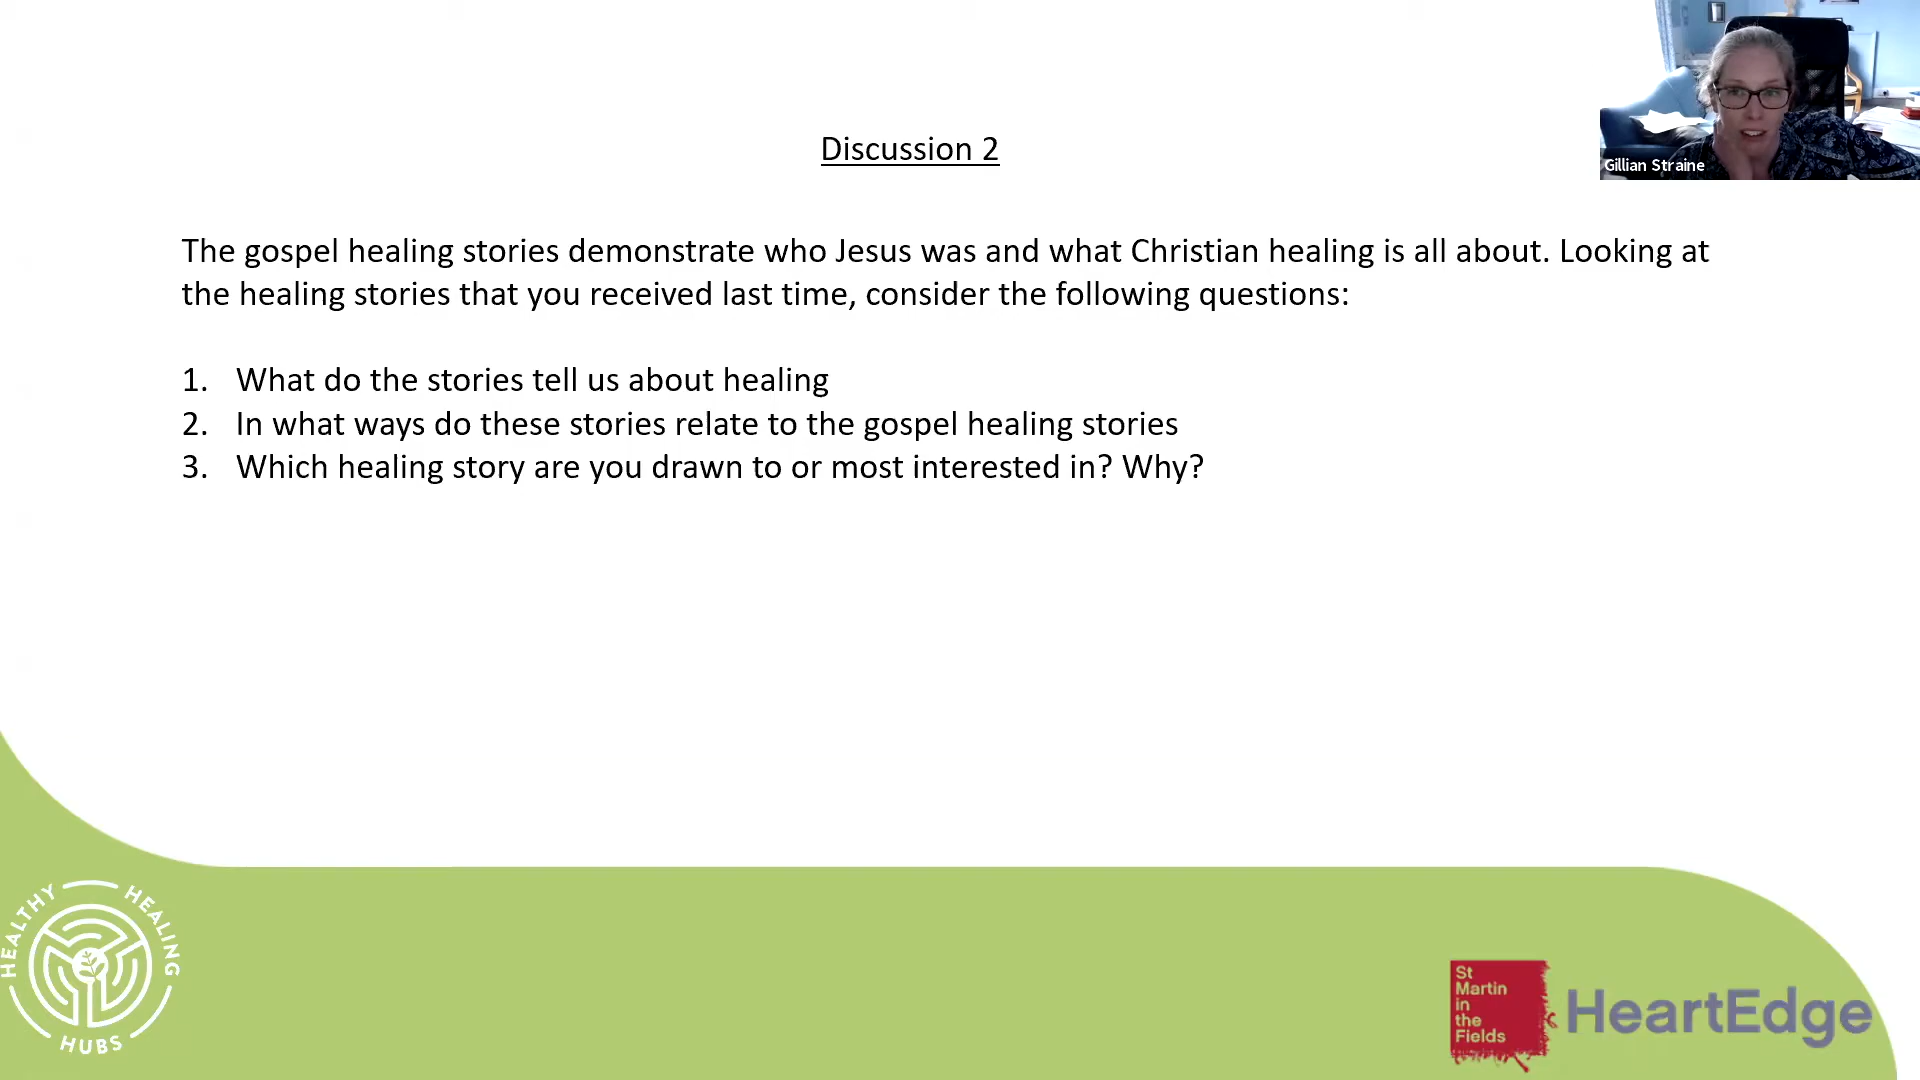 Gillian Straine
Discussion 2
The gospel healing stories demonstrate who Jesus was and what Christian healing is all about. Looking at
the healing stories that you received last time, consider the following questions:
1. What do the stories tell us about healing
2. In what ways do these stories relate to the gospel healing stories
3. Which healing story are you drawn to or most interested in? Why?
HEALTHY HEALING
HUBS
St
Martin
in
the
Fields
HeartEdge